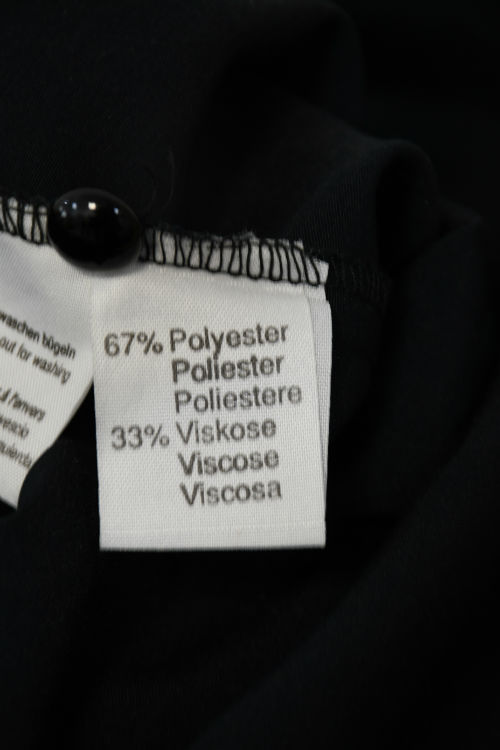 waschen bügeln
out for washing
67% Polyester
Poliester
Poliestere
33% Viskose
Viscose
Viscosa